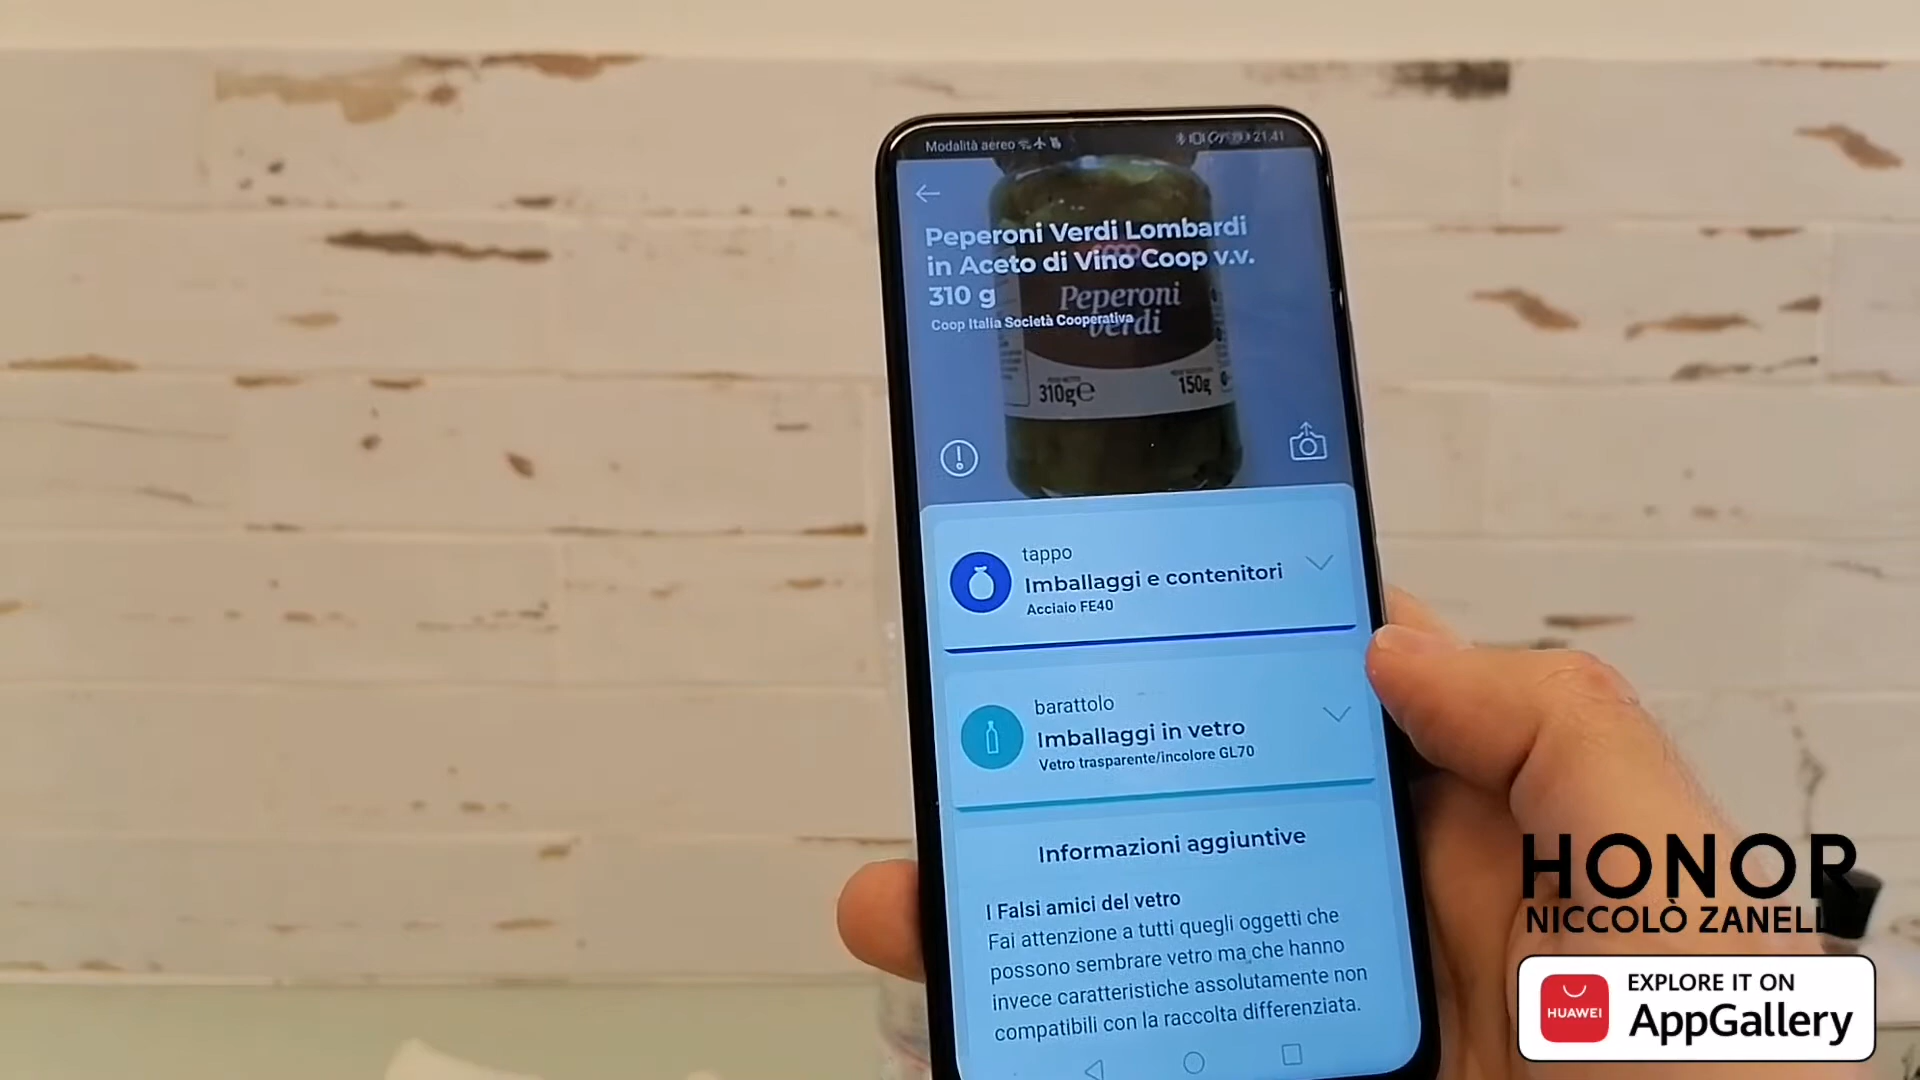 Modalità aereo
21:41
Peperoni Verdi Lombardi
in Aceto di Vino Coop v.v.
310 g
Coop Italia Società Cooperativa
coop
Peperoni
verdi
310g e
150g
tappo
Imballaggi e contenitori
Acciaio FE40
barattolo
Imballaggi in vetro
Vetro trasparente/incolore GL70
Informazioni aggiuntive
I Falsi amici del vetro
Fai attenzione a tutti quegli oggetti che
possono sembrare vetro ma che hanno
invece caratteristiche assolutamente non
compatibili con la raccolta differenziata.
HONOR
NICCOLÒ ZANELL
EXPLORE IT ON
HUAWEI
AppGallery